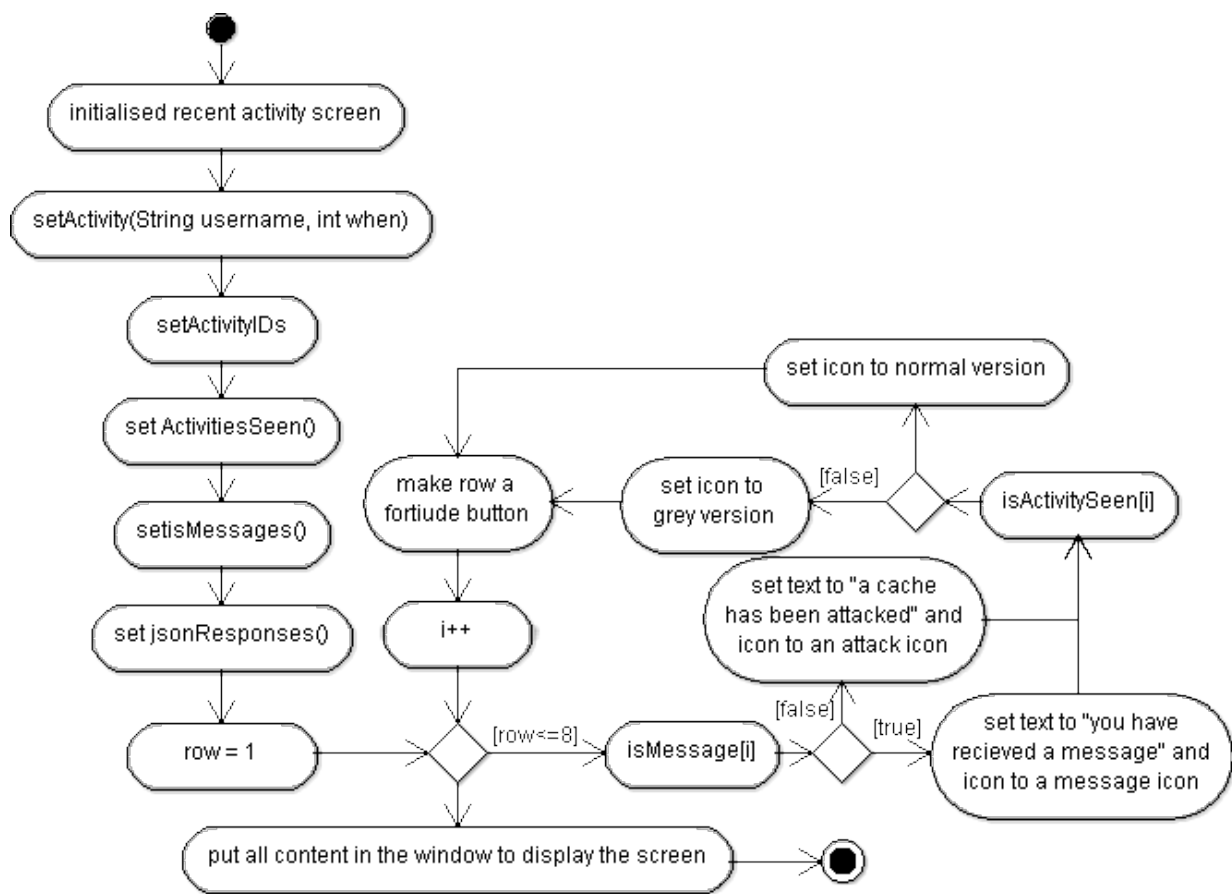 initialised recent activity screen
setActivity(String username, int when)
setActivityIDs
set ActivitiesSeen()
setisMessages()
set jsonResponses()
row = 1
[row<=8]
isMessage[i]
[false]
[true]
set text to "a cache
has been attacked" and
icon to an attack icon
set text to "you have
recieved a message" and
icon to a message icon
isActivitySeen[i]
[false]
set icon to normal version
set icon to
grey version
make row a
fortiude button
i++
put all content in the window to display the screen